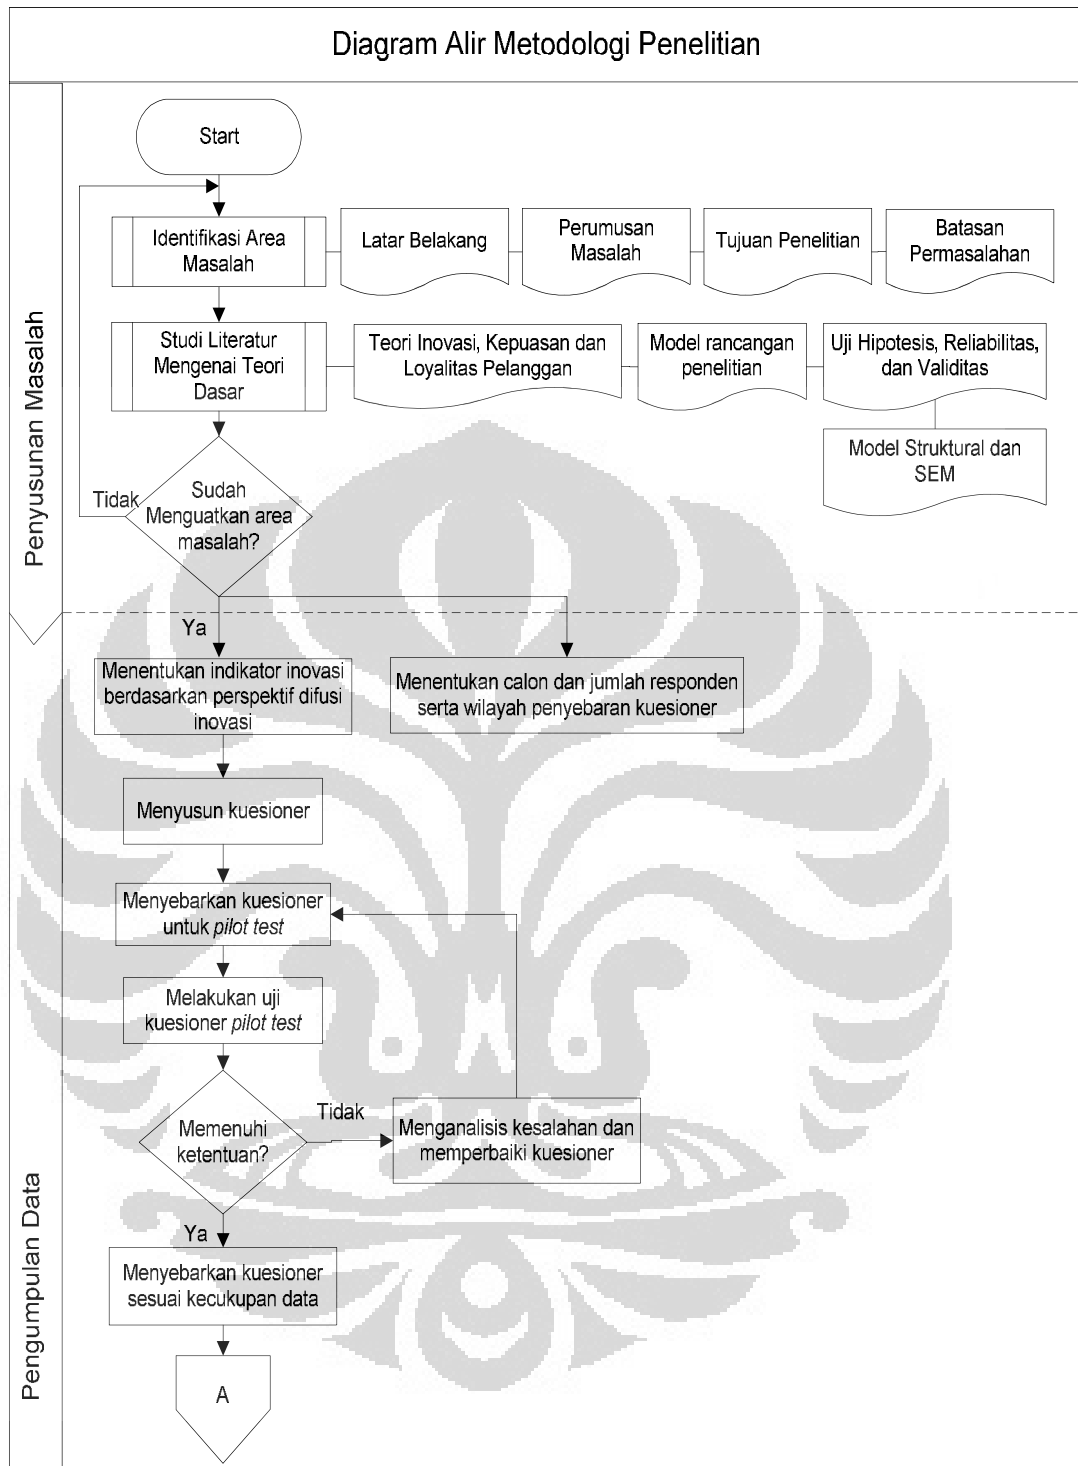 Diagram Alir Metodologi Penelitian
Penyusunan Masalah
Start
Identifikasi Area
Masalah
Latar Belakang
Perumusan
Masalah
Tujuan Penelitian
Batasan
Permasalahan
Studi Literatur
Mengenai Teori
Dasar
Teori Inovasi, Kepuasan dan
Loyalitas Pelanggan
Model rancangan
penelitian
Uji Hipotesis, Reliabilitas,
dan Validitas
Model Struktural dan
SEM
Tidak
Sudah
Menguatkan area
masalah?
Ya
Pengumpulan Data
Menentukan indikator inovasi
berdasarkan perspektif difusi
inovasi
Menentukan calon dan jumlah responden
serta wilayah penyebaran kuesioner
Menyusun kuesioner
Menyebarkan kuesioner
untuk pilot test
Melakukan uji
kuesioner pilot test
Memenuhi
ketentuan?
Tidak
Menganalisis kesalahan dan
memperbaiki kuesioner
Ya
Menyebarkan kuesioner
sesuai kecukupan data
A